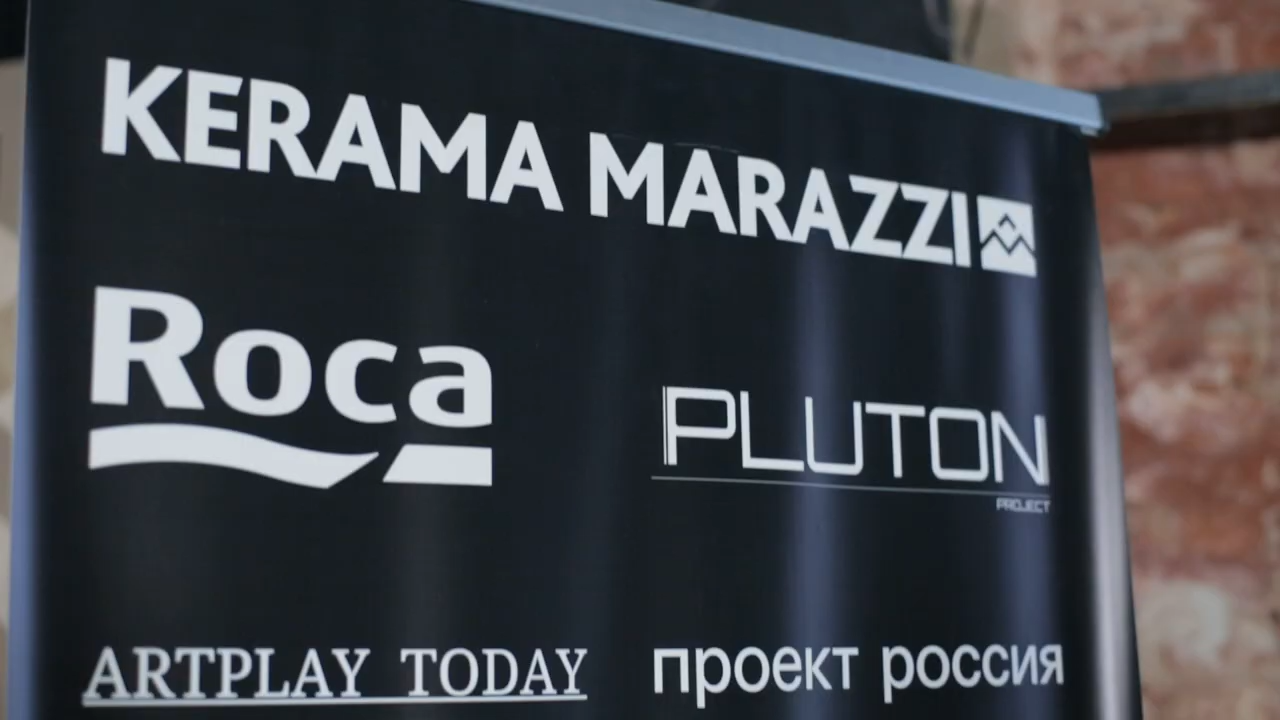 KERAMA MARAZZI
Roca
PLUTON
PROJECT
ARTPLAY TODAY
проект россия